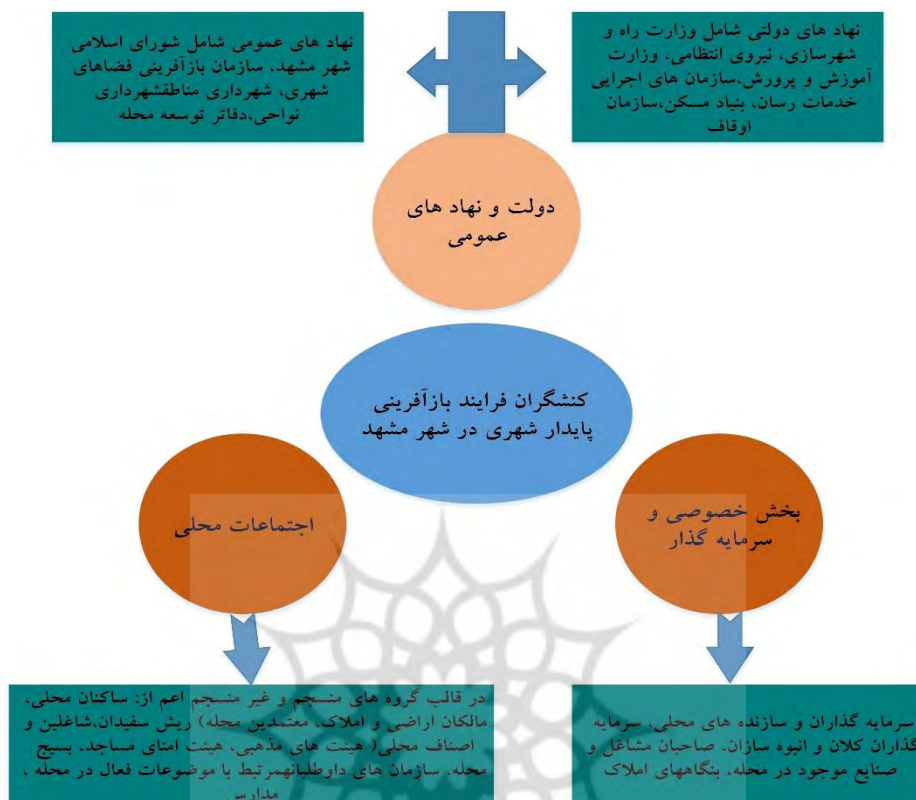 نهاد های دولتی شامل وزارت راه و
شهرسازی، نیروی انتظامی، وزارت
آموزش و پرورش،سازمان های اجرایی
خدمات رسان، بنیاد مسکن،سازمان
اوقاف
نهاد های عمومی شامل شورای اسلامی
شهر مشهد، سازمان بازآفرینی فضاهای
شهری، شهرداری مناطقشهرداری
نواحی،دفاتر توسعه محله
دولت و نهاد های
عمومی
کنشگران فرایند بازآفرینی
پایدار شهری در شهر مشهد
بخش خصوصی و
سرمایه گذار
اجتماعات محلی
سرمایه گذاران و سازنده های محلی، سرمایه
گذاران کلان و انبوه سازان، صاحبان مشاغل و
صنایع موجود در محله، بنگاههای املاک
در قالب گروه های منسجم و غیر منسجم اعم از: ساکنان محلی،
مالکان اراضی و املاک، معتمدین محله) ریش سفیدان،شاغلین و
اصناف محلی( هیئت های مذهبی، هیئت امنای مساجد، بسیج
محله، سازمان های داوطلبانهمرتبط با موضوعات فعال در محله ،
مدارس